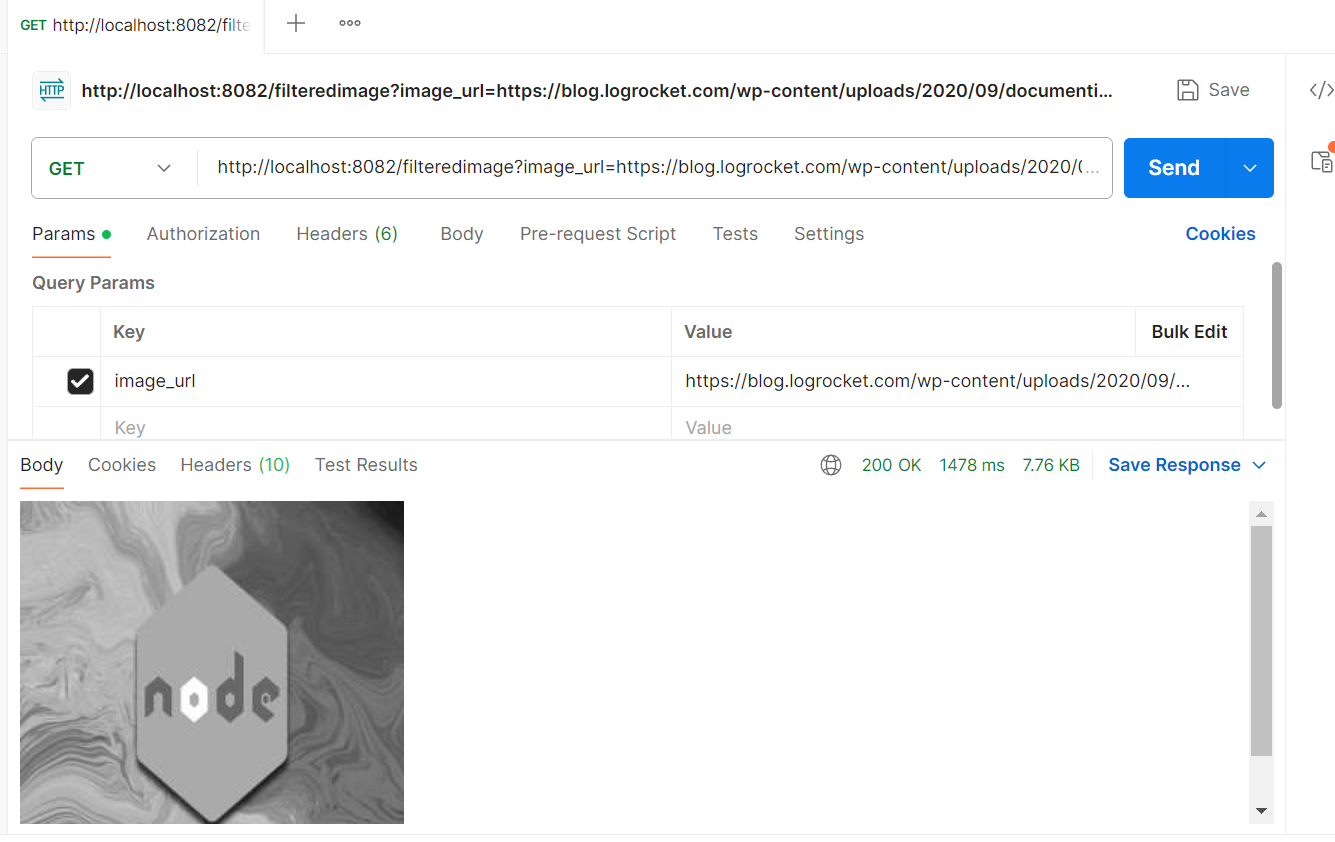 GET http://localhost:8082/filte
HTTP http://localhost:8082/filteredimage?image_url=https://blog.logrocket.com/wp-content/uploads/2020/09/documenti... Save </>
GET http://localhost:8082/filteredimage?image_url=https://blog.logrocket.com/wp-content/uploads/2020/( ... Send
Params Authorization Headers (6) Body Pre-request Script Tests Settings Cookies
Query Params
Key Value Bulk Edit
image_url https://blog.logrocket.com/wp-content/uploads/2020/09/...
Key Value
Body Cookies Headers (10) Test Results 200 OK 1478 ms 7.76 KB Save Response
node